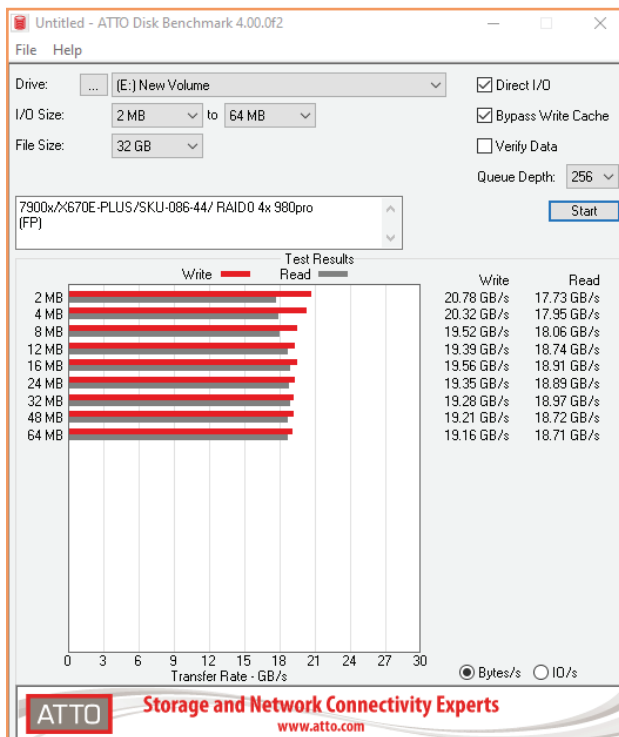 Untitled - ATTO Disk Benchmark 4.00.0f2
File Help
Drive: ... (E:) New Volume Direct I/O
I/O Size: 2 MB to 64 MB Bypass Write Cache
File Size: 32 GB Verify Data
Queue Depth: 256
7900x/X670E-PLUS/SKU-086-44/ RAID0 4x 980pro
(FP)
Start
Test Results
Write Read Write Read
2 MB 20.78 GB/s 17.73 GB/s
4 MB 20.32 GB/s 17.95 GB/s
8 MB 19.52 GB/s 18.06 GB/s
12 MB 19.39 GB/s 18.74 GB/s
16 MB 19.56 GB/s 18.91 GB/s
24 MB 19.35 GB/s 18.89 GB/s
32 MB 19.28 GB/s 18.97 GB/s
48 MB 19.21 GB/s 18.72 GB/s
64 MB 19.16 GB/s 18.71 GB/s
0 3 6 9 12 15 18 21 24 27 30
Transfer Rate - GB/s Bytes/s IO/s
ATTO Storage and Network Connectivity Experts
www.atto.com